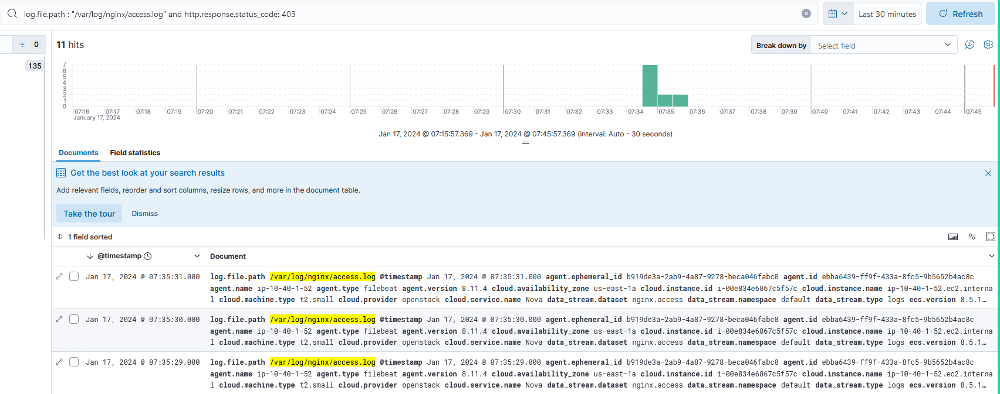 log.file.path : "/var/log/nginx/access.log" and http.response.status_code: 403
Last 30 minutes
Refresh
0
11 hits
Break down by
Select field
135
7
6
5
4
3
2
1
0
07:16 07:17 07:18 07:19 07:20 07:21 07:22 07:23 07:24 07:25 07:26 07:27 07:28 07:29 07:30 07:31 07:32 07:33 07:34 07:35 07:36 07:37 07:38 07:39 07:40 07:41 07:42 07:43 07:44 07:45
January 17, 2024
Jan 17, 2024 @ 07:15:57.369 - Jan 17, 2024 @ 07:45:57.369 (interval: Auto - 30 seconds)
Documents Field statistics
Get the best look at your search results
Add relevant fields, reorder and sort columns, resize rows, and more in the document table.
Take the tour Dismiss
1 field sorted
@timestamp Document
Jan 17, 2024 @ 07:35:31.000 log.file.path /var/log/nginx/access.log @timestamp Jan 17, 2024 @ 07:35:31.000 agent.ephemeral_id b919de3a-2ab9-4a87-9278-beca046fabc0 agent.id ebba6439-ff9f-433a-8fc5-9b5652b4ac8c
agent.name ip-10-40-1-52 agent.type filebeat agent.version 8.11.4 cloud.availability_zone us-east-1a cloud.instance.id i-00e834e6867c5f57c cloud.instance.name ip-10-40-1-52.ec2.interna
l cloud.machine.type t2.small cloud.provider openstack cloud.service.name Nova data_stream.dataset nginx.access data_stream.namespace default data_stream.type logs ecs.version 8.5.1…
Jan 17, 2024 @ 07:35:30.000 log.file.path /var/log/nginx/access.log @timestamp Jan 17, 2024 @ 07:35:30.000 agent.ephemeral_id b919de3a-2ab9-4a87-9278-beca046fabc0 agent.id ebba6439-ff9f-433a-8fc5-9b5652b4ac8c
agent.name ip-10-40-1-52 agent.type filebeat agent.version 8.11.4 cloud.availability_zone us-east-1a cloud.instance.id i-00e834e6867c5f57c cloud.instance.name ip-10-40-1-52.ec2.interna
l cloud.machine.type t2.small cloud.provider openstack cloud.service.name Nova data_stream.dataset nginx.access data_stream.namespace default data_stream.type logs ecs.version 8.5.1…
Jan 17, 2024 @ 07:35:29.000 log.file.path /var/log/nginx/access.log @timestamp Jan 17, 2024 @ 07:35:29.000 agent.ephemeral_id b919de3a-2ab9-4a87-9278-beca046fabc0 agent.id ebba6439-ff9f-433a-8fc5-9b5652b4ac8c
agent.name ip-10-40-1-52 agent.type filebeat agent.version 8.11.4 cloud.availability_zone us-east-1a cloud.instance.id i-00e834e6867c5f57c cloud.instance.name ip-10-40-1-52.ec2.interna
l cloud.machine.type t2.small cloud.provider openstack cloud.service.name Nova data_stream.dataset nginx.access data_stream.namespace default data_stream.type logs ecs.version 8.5.1…